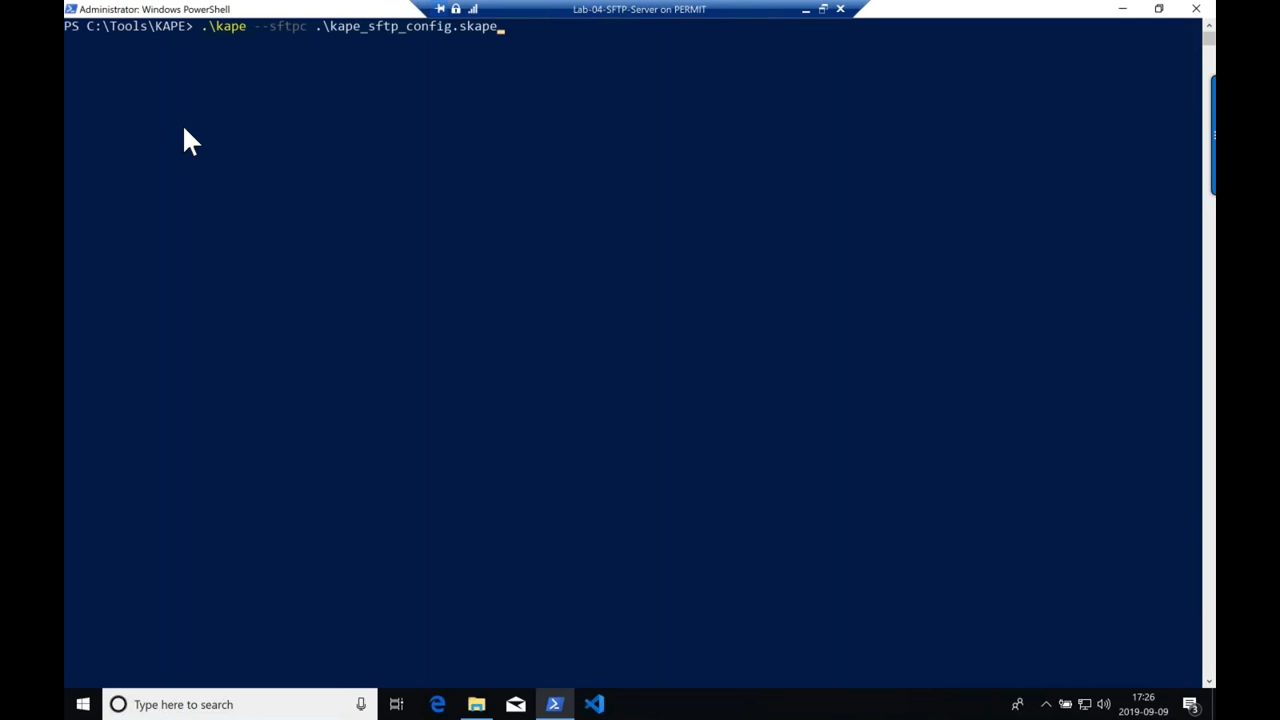 Administrator: Windows PowerShell
Lab-04-SFTP-Server on PERMIT
PS C:\Tools\KAPE> .\kape --sftpc .\kape_sftp_config.skape
Type here to search
17:26
2019-09-09
3